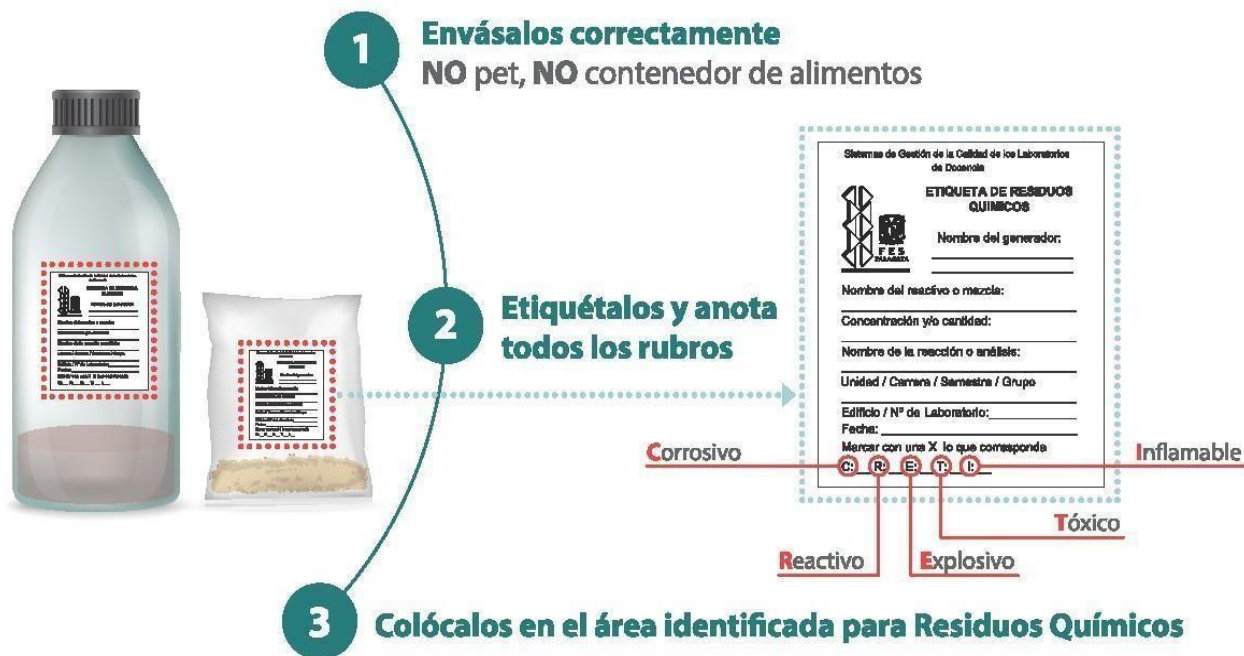 1
Envásalos correctamente
NO pet, NO contenedor de alimentos
2
Etiquétalos y anota
todos los rubros
Sistemas de Gestión de la Calidad de los Laboratorios
de Docencia
ETIQUETA DE RESIDUOS
QUIMICOS
FES
ZARAGOZA
Nombre del generador:
Nombre del reactivo o mezcla:
Concentración y/o cantidad:
Nombre de la reacción o análisis:
Unidad / Carrera / Semestre / Grupo
Edificio / Nº de Laboratorio:
Fecha:
Marcar con una X lo que corresponda
C: R: E: T: I:
Corrosivo
Inflamable
Tóxico
Reactivo
Explosivo
3
Colócalos en el área identificada para Residuos Químicos